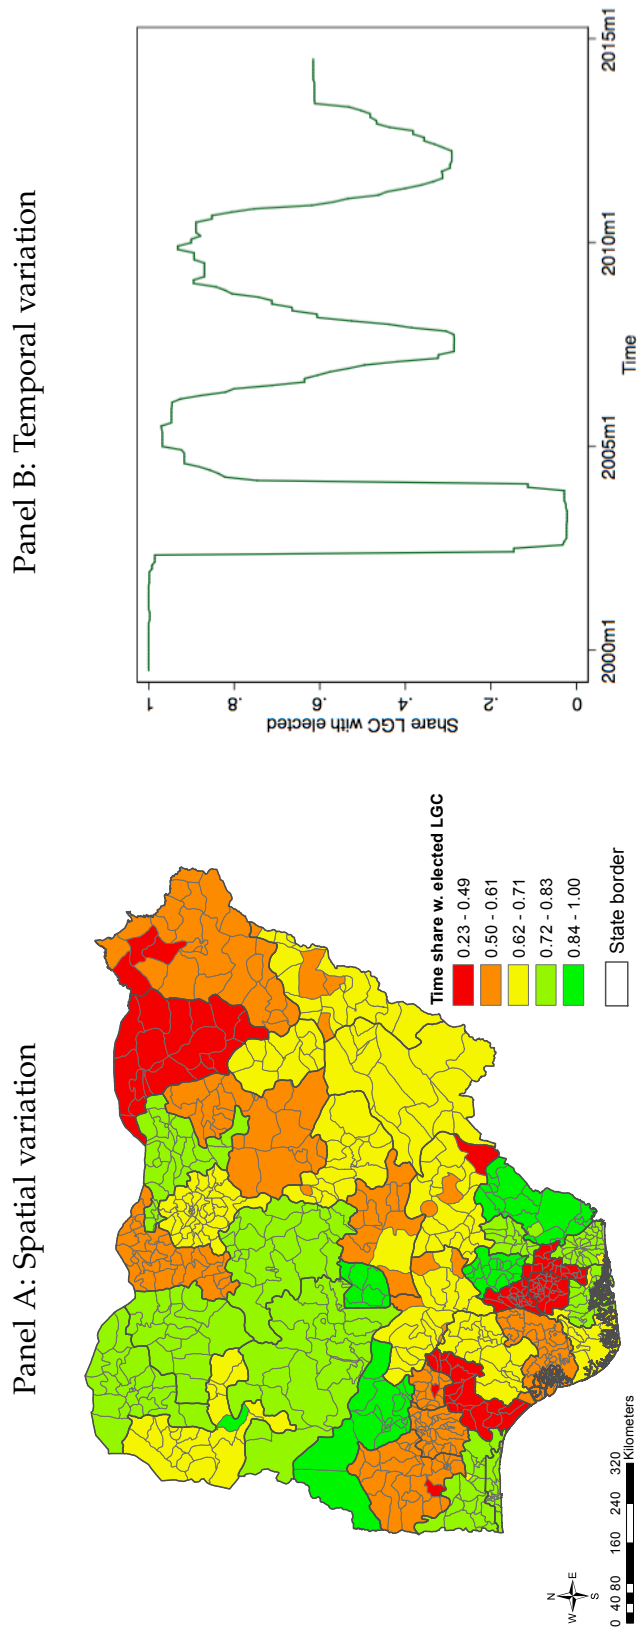 Panel A: Spatial variation
N
W E
S
0 40 80 160 240 320
Kilometers
Time share w. elected LGC
0.23 - 0.49
0.50 - 0.61
0.62 - 0.71
0.72 - 0.83
0.84 - 1.00
State border
Panel B: Temporal variation
Share LGC with elected
1
.8
.6
.4
.2
0
2000m1 2005m1 2010m1 2015m1
Time